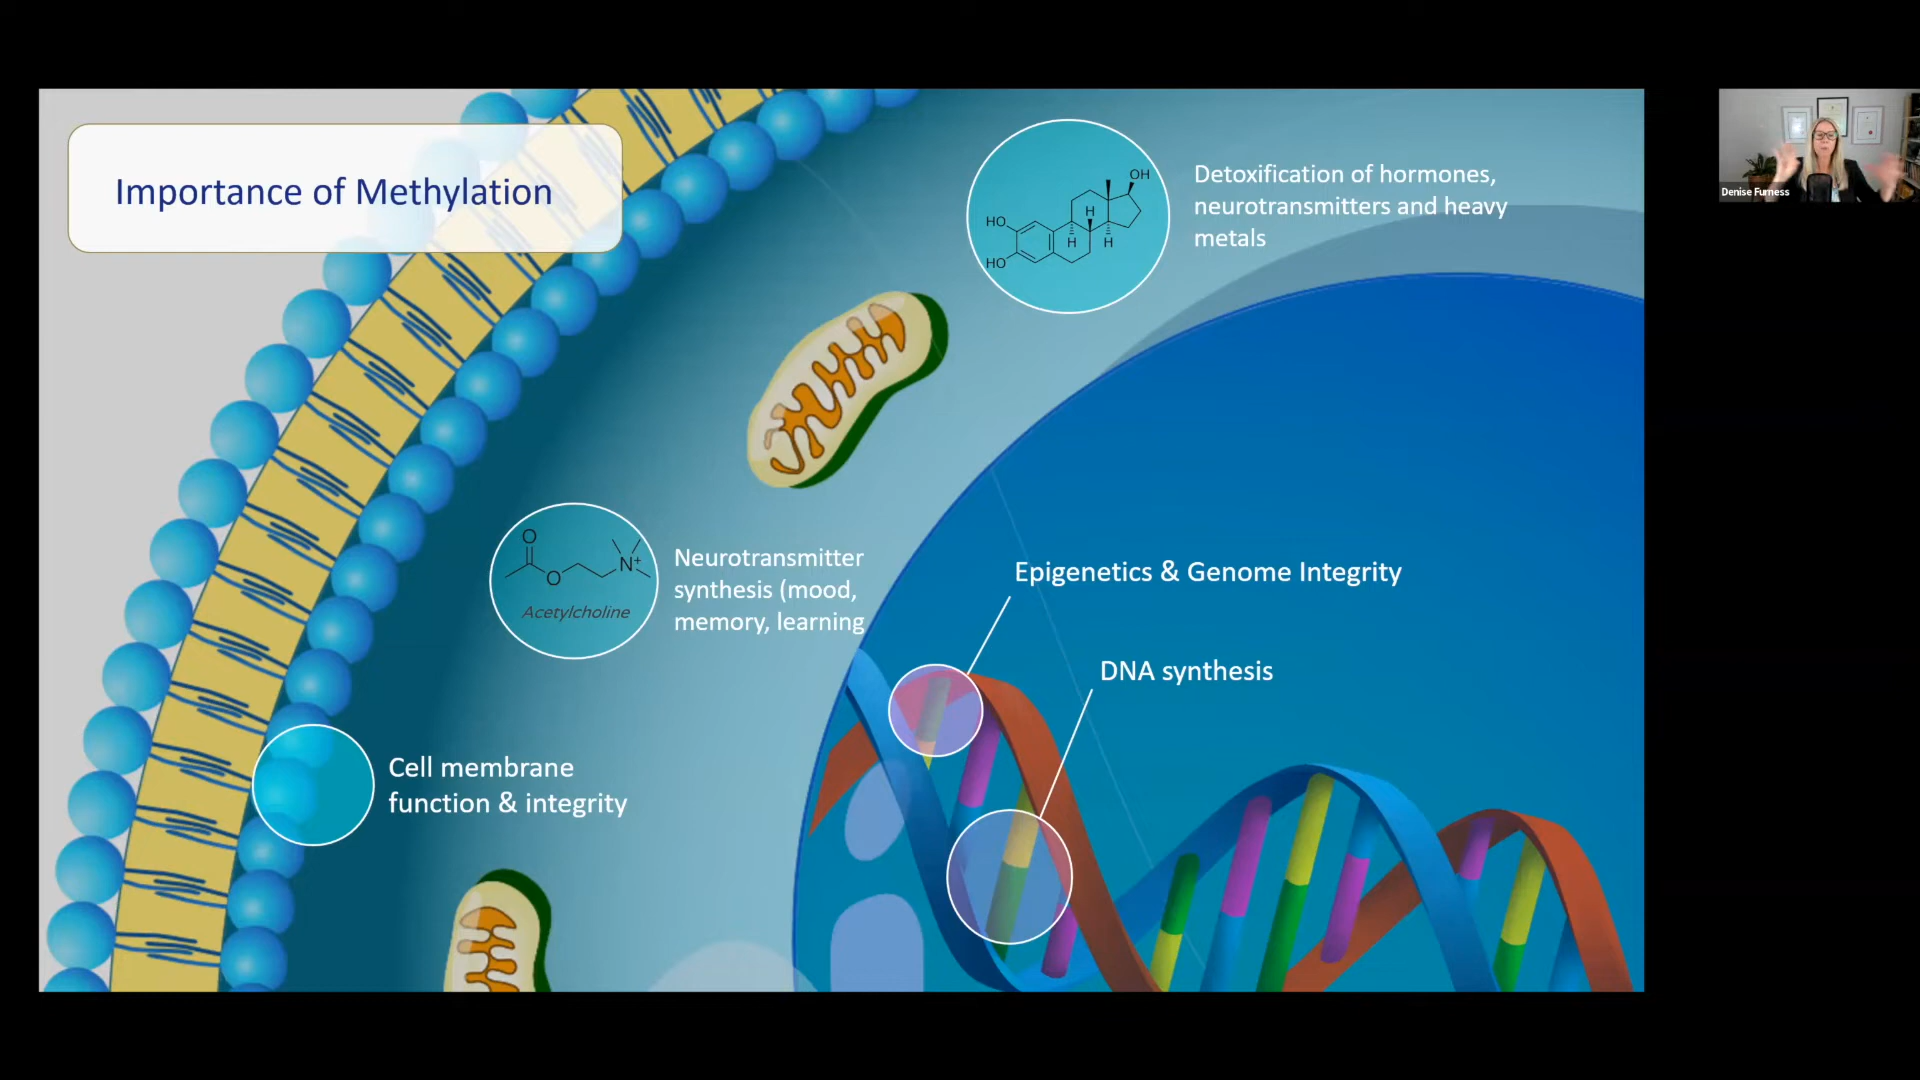 Importance of Methylation
OH
HO
H
H
H
HO
Detoxification of hormones,
neurotransmitters and heavy
metals
Denise Furness
O
O
N+
Acetylcholine
Neurotransmitter
synthesis (mood,
memory, learning
Epigenetics & Genome Integrity
DNA synthesis
Cell membrane
function & integrity